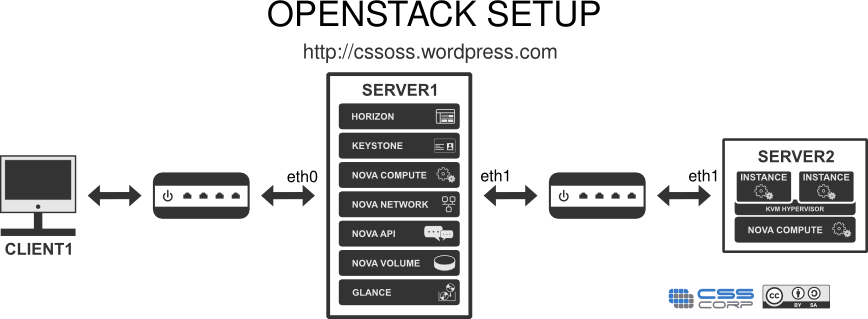 OPENSTACK SETUP
http://cssoss.wordpress.com
SERVER1
HORIZON
KEYSTONE
NOVA COMPUTE
NOVA NETWORK
NOVA API
NOVA VOLUME
GLANCE
CLIENT1
eth0
eth1
eth1
SERVER2
INSTANCE
INSTANCE
KVM HYPERVISOR
NOVA COMPUTE
CSS
CORP
cc
BY SA